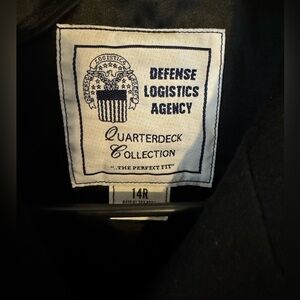 DEFENSE
LOGISTICS
AGENCY
QUARTERDECK
COLLECTION
"...THE PERFECT FIT"
14R